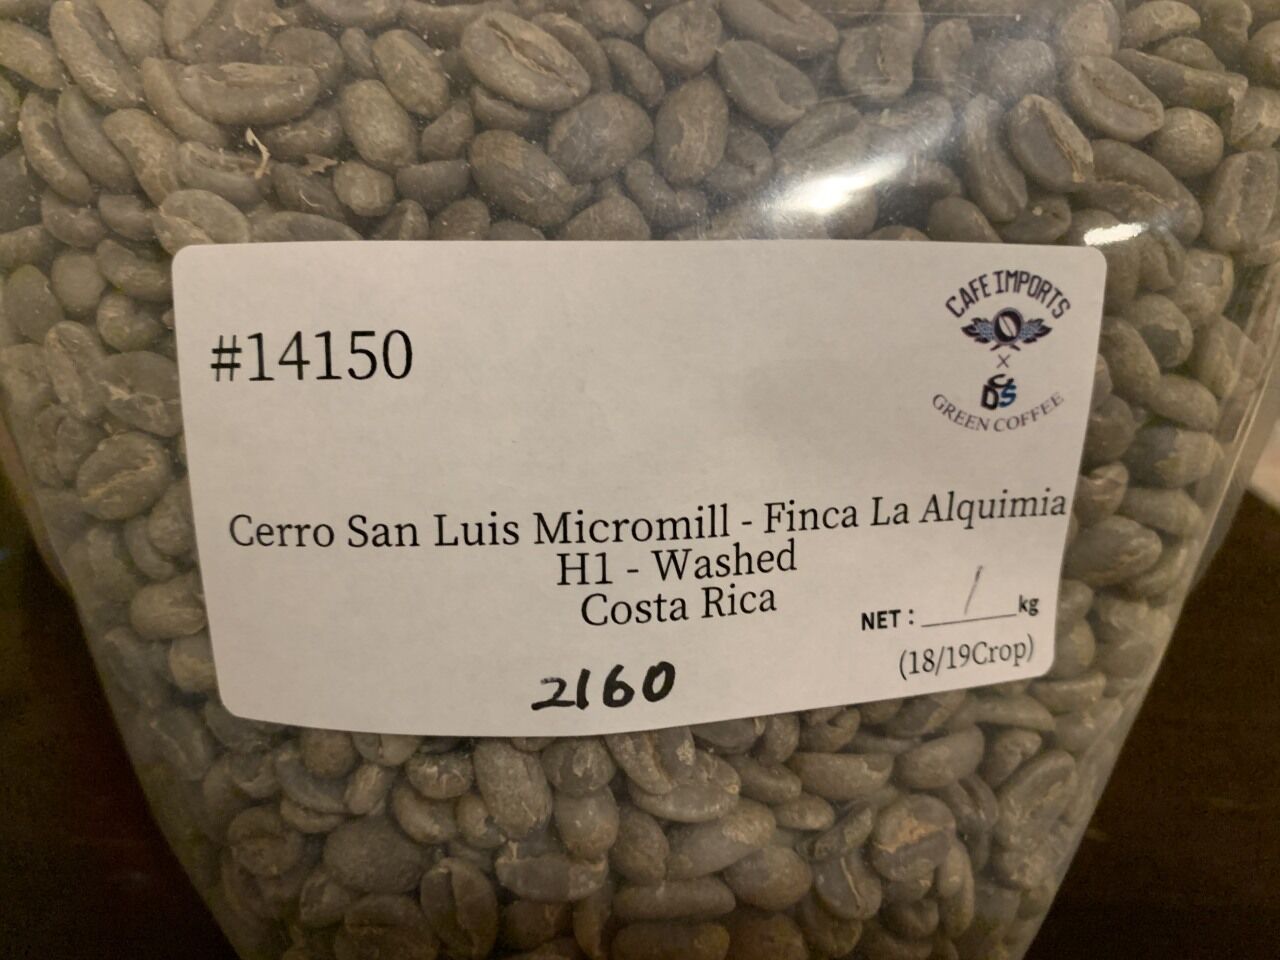 #14150
CAFE IMPORTS
X
CDS
GREEN COFFEE
Cerro San Luis Micromill - Finca La Alquimia
H1 - Washed
Costa Rica
NET : 1 kg
(18/19Crop)
2160